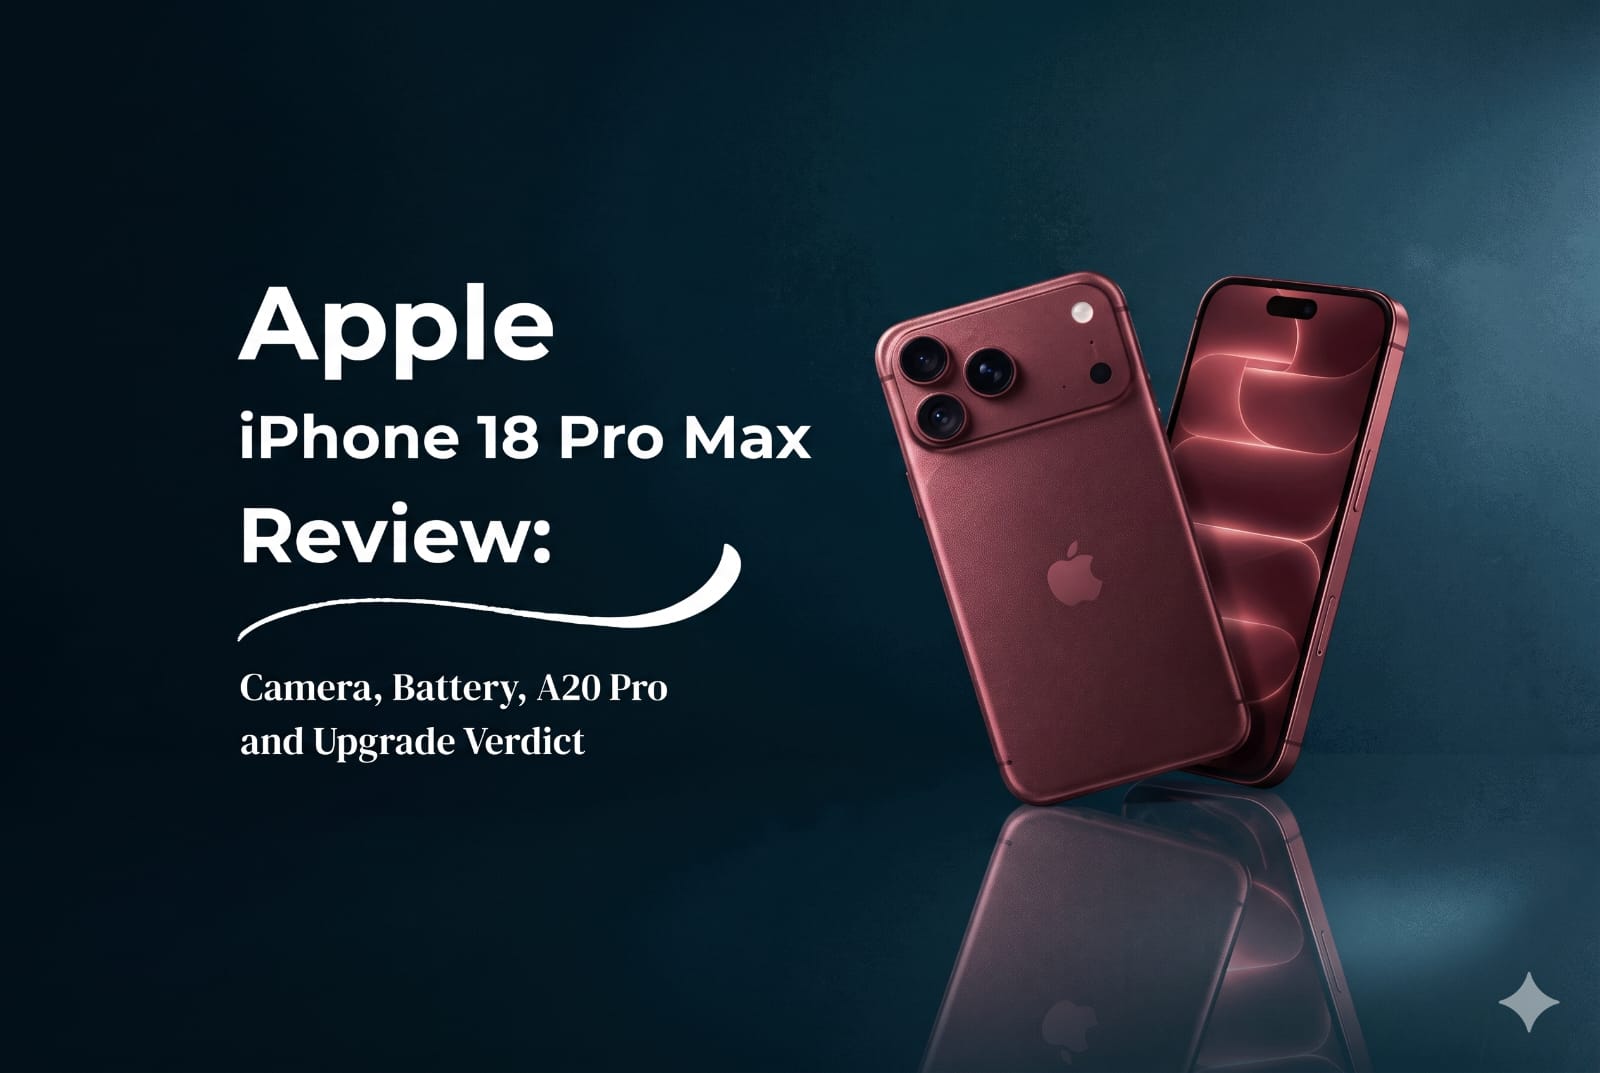 Apple
iPhone 18 Pro Max
Review:
Camera, Battery, A20 Pro
and Upgrade Verdict